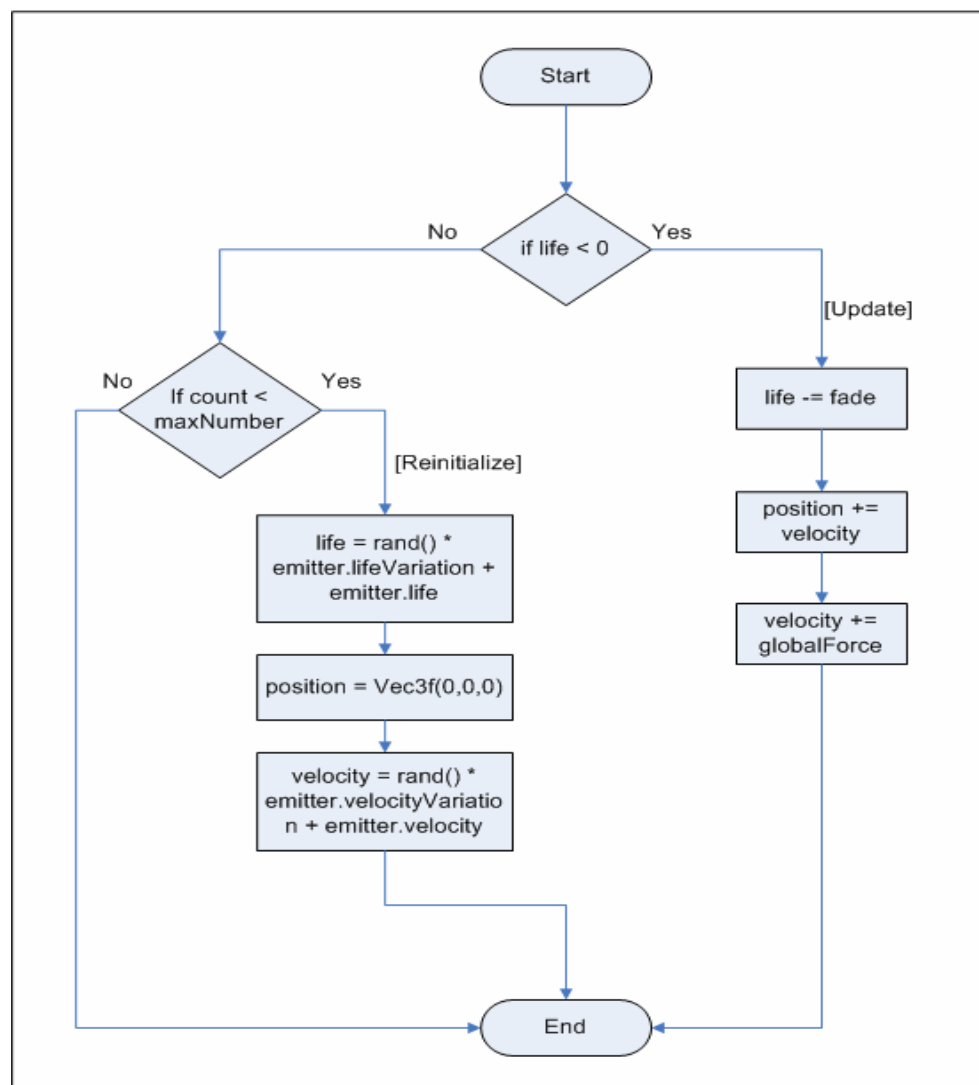 Start
if life < 0
No
Yes
[Update]
If count <
maxNumber
No
Yes
[Reinitialize]
life = rand() *
emitter.lifeVariation +
emitter.life
position = Vec3f(0,0,0)
velocity = rand() *
emitter.velocityVariatio
n + emitter.velocity
life -= fade
position +=
velocity
velocity +=
globalForce
End